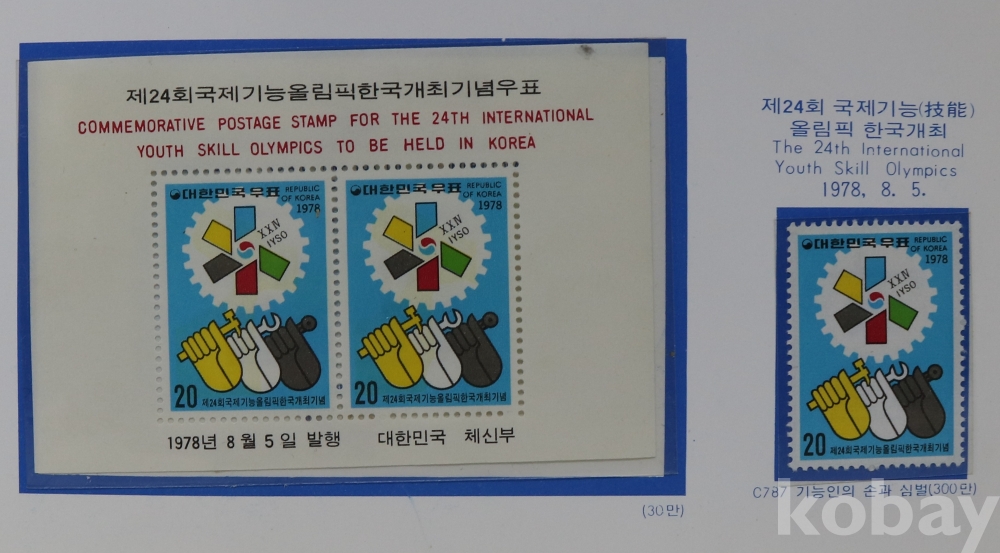 제24회국제기능올림픽한국개최기념우표
COMMEMORATIVE POSTAGE STAMP FOR THE 24TH INTERNATIONAL
YOUTH SKILL OLYMPICS TO BE HELD IN KOREA
대한민국우표
REPUBLIC
OF KOREA
1978
XXIV
IYSO
20
제24회국제기능올림픽한국개최기념
대한민국우표
REPUBLIC
OF KOREA
1978
XXIV
IYSO
20
제24회국제기능올림픽한국개최기념
1978년 8월 5일 발행 대한민국 체신부
(30만)
제24회 국제기능(技能)
올림픽 한국개최
The 24th International
Youth Skill Olympics
1978, 8. 5.
대한민국우표
REPUBLIC
OF KOREA
1978
XXIV
IYSO
20
제24회국제기능올림픽한국개최기념
C787 기능인의 손과 심벌(300만)
kobay